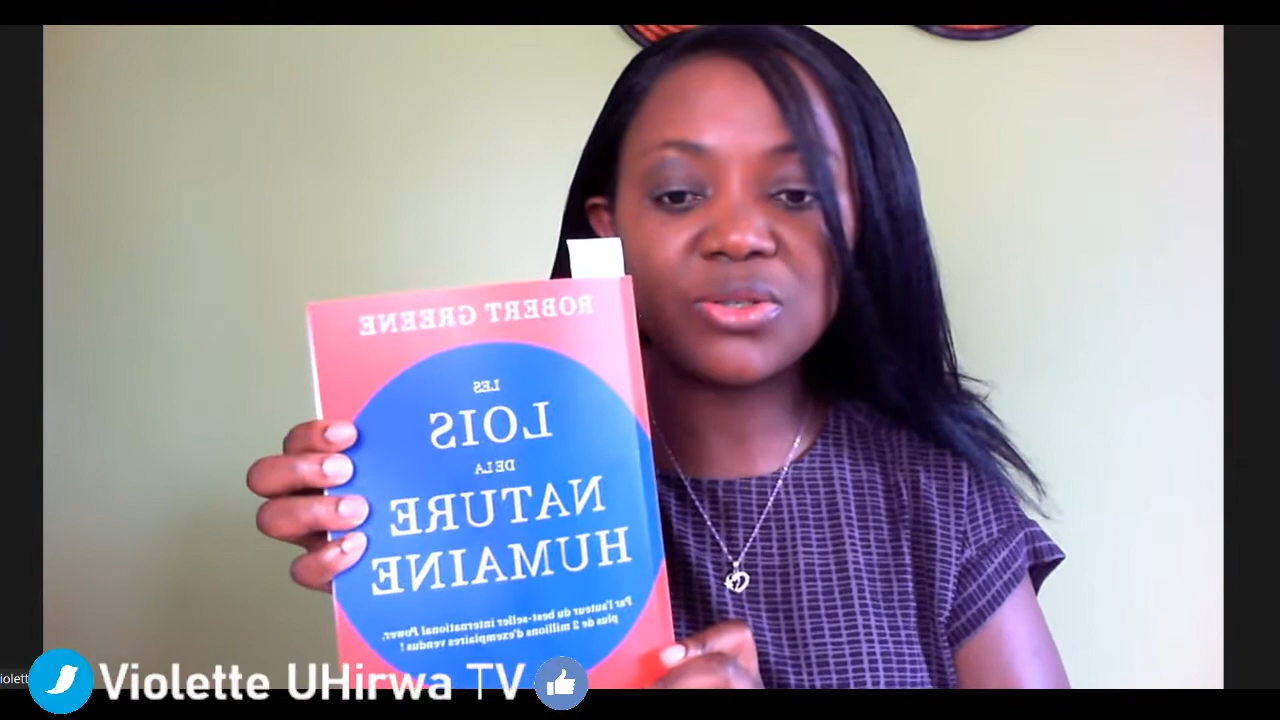 ROBERT GREENE
LES
LOIS
DE LA
NATURE
HUMAINE
Par l'auteur du best-seller international Power,
plus de 2 millions d'exemplaires vendus !
iolett
Violette UHirwa TV